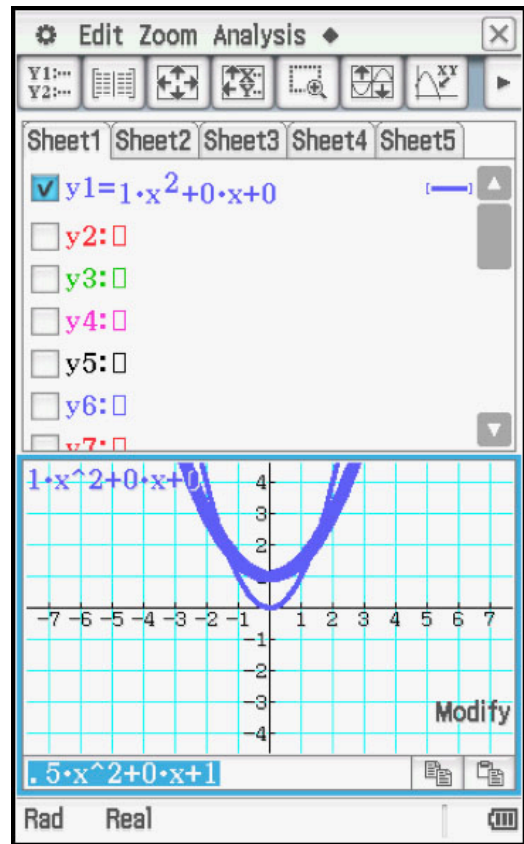 Edit Zoom Analysis
Y1:… XY
Y2:…
Sheet1 Sheet2 Sheet3 Sheet4 Sheet5
y1=1·x²+0·x+0
y2:
y3:
y4:
y5:
y6:
y7:
1·x^2+0·x+0
4
3
2
-7 -6 -5 -4 -3 -2 -1 1 2 3 4 5 6 7
-1
-2
-3
Modify
-4
.5·x^2+0·x+1
Rad Real